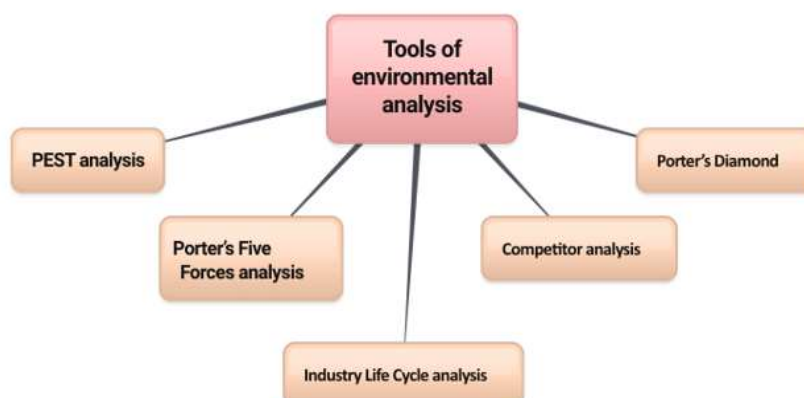 Tools of
environmental
analysis
PEST analysis
Porter's Diamond
Porter's Five
Forces analysis
Competitor analysis
Industry Life Cycle analysis